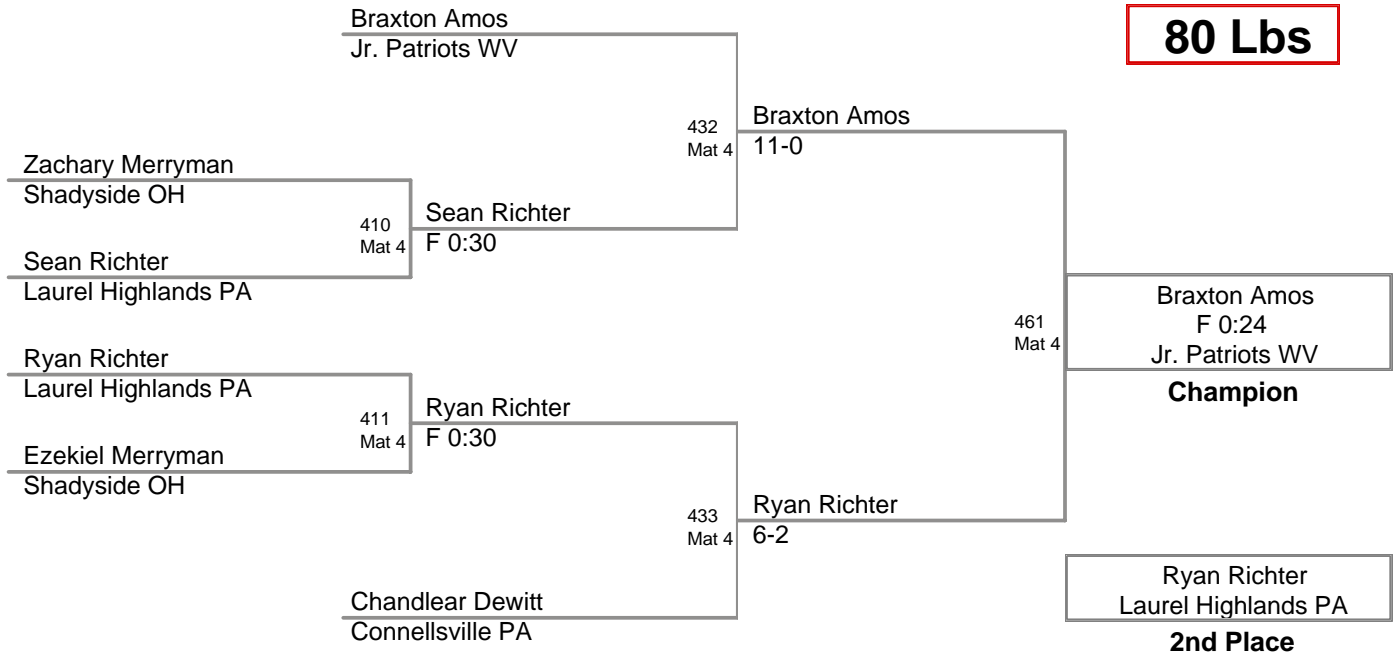 Braxton Amos
Jr. Patriots WV
80 Lbs
432
Mat 4
Braxton Amos
11-0
Zachary Merryman
Shadyside OH
410
Mat 4
Sean Richter
F 0:30
Sean Richter
Laurel Highlands PA
461
Mat 4
Braxton Amos
F 0:24
Jr. Patriots WV
Champion
Ryan Richter
Laurel Highlands PA
411
Mat 4
Ryan Richter
F 0:30
Ezekiel Merryman
Shadyside OH
433
Mat 4
Ryan Richter
6-2
Chandlear Dewitt
Connellsville PA
Ryan Richter
Laurel Highlands PA
2nd Place